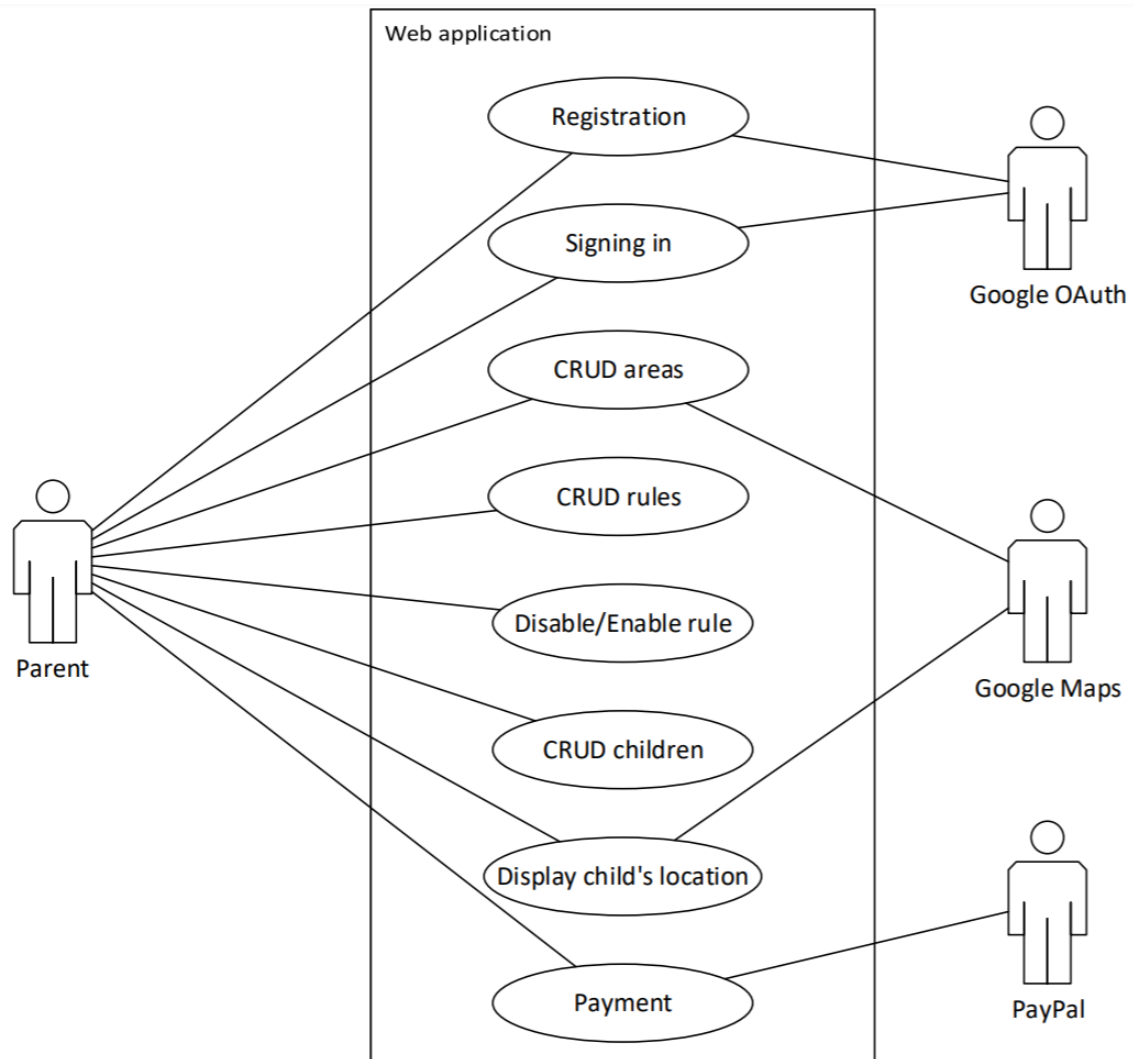 Web application
Registration
Signing in
Google OAuth
CRUD areas
CRUD rules
Parent
Disable/Enable rule
Google Maps
CRUD children
Display child's location
Payment
PayPal